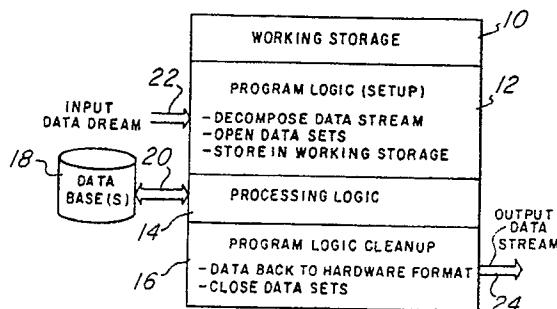 10
WORKING STORAGE
22
PROGRAM LOGIC (SETUP)
12
INPUT
DATA DREAM
-DECOMPOSE DATA STREAM
-OPEN DATA SETS
-STORE IN WORKING STORAGE
18
20
DATA
BASE(S)
PROCESSING LOGIC
14
OUTPUT
DATA
STREAM
PROGRAM LOGIC CLEANUP
16
-DATA BACK TO HARDWARE FORMAT
-CLOSE DATA SETS
24